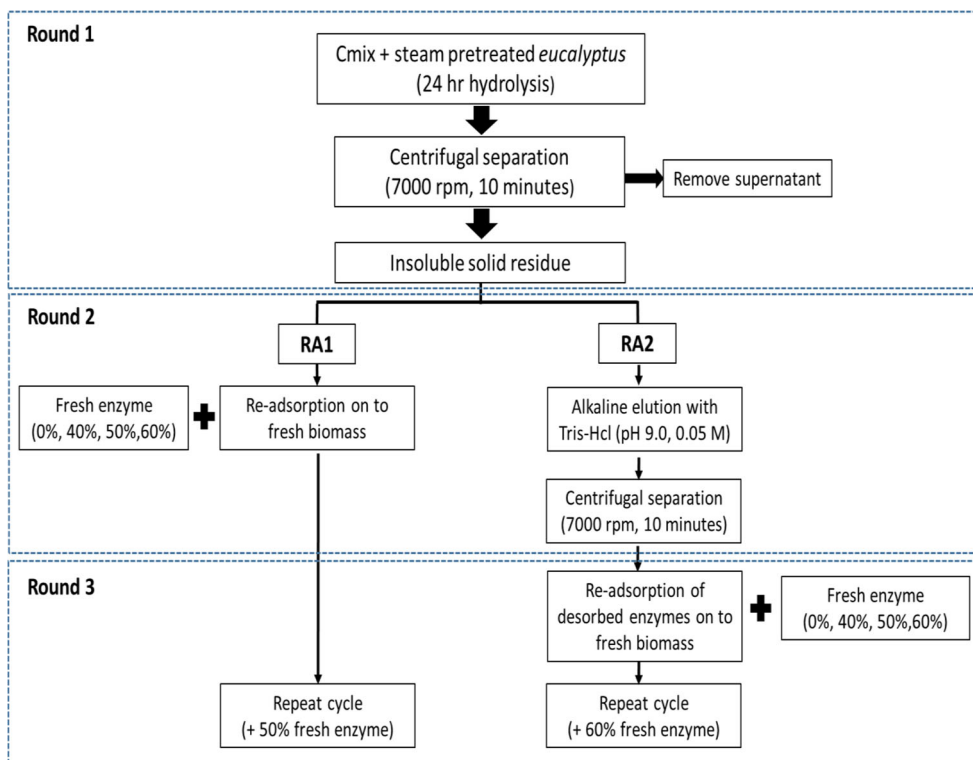 Round 1
Cmix + steam pretreated eucalyptus
(24 hr hydrolysis)
Centrifugal separation
(7000 rpm, 10 minutes)
Remove supernatant
Insoluble solid residue
Round 2
RA1
RA2
Fresh enzyme
(0%, 40%, 50%,60%)
Re-adsorption on to
fresh biomass
Alkaline elution with
Tris-Hcl (pH 9.0, 0.05 M)
Centrifugal separation
(7000 rpm, 10 minutes)
Round 3
Re-adsorption of
desorbed enzymes on to
fresh biomass
Fresh enzyme
(0%, 40%, 50%,60%)
Repeat cycle
(+ 50% fresh enzyme)
Repeat cycle
(+ 60% fresh enzyme)